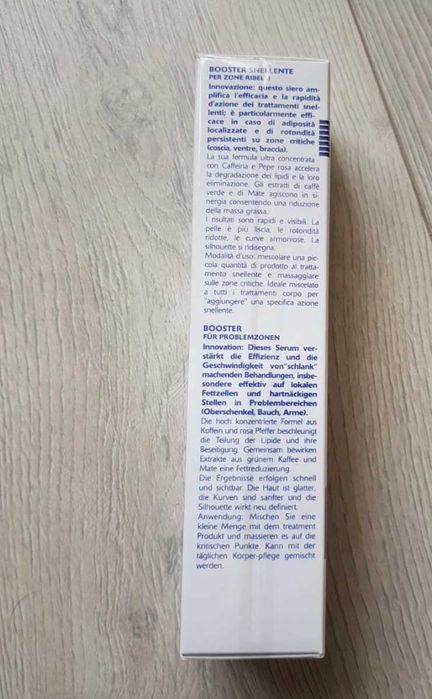 BOOSTER SNELLENTE
PER ZONE RIBELLI
Innovazione: questo siero am-
plifica l'efficacia e la rapidità
d'azione dei trattamenti snel-
lenti; è particolarmente effi-
cace in caso di adiposità
localizzate e di rotondità
persistenti su zone critiche
(coscia, ventre, braccia).
La sua formula ultra concentrata
con Caffeina e Pepe rosa accelera
la degradazione dei lipidi e la loro
eliminazione. Gli estratti di caffè
verde e di Mate agiscono in si-
nergia consentendo una riduzione
della massa grassa.
I risultati sono rapidi e visibili. La
pelle è più liscia, le rotondità
ridotte, le curve armoniose. La
silhouette si ridisegna.
Modalità d'uso: mescolare una pic-
cola quantità di prodotto al tratta-
mento snellente e massaggiare
sulle zone critiche. Ideale miscelato
a tutti i trattamenti corpo per
"aggiungere" una specifica azione
snellente.
BOOSTER
FÜR PROBLEMZONEN
Innovation: Dieses Serum ver-
stärkt die Effizienz und die
Geschwindigkeit von"schlank"
machenden Behandlungen, insbe-
sondere effektiv auf lokalen
Fettzellen und hartnäckigen
Stellen in Problembereichen
(Oberschenkel, Bauch, Arme).
Die hoch konzentrierte Formel aus
Koffein und rosa Pfeffer beschleunigt
die Teilung der Lipide und ihre
Beseitigung. Gemeinsam bewirken
Extrakte aus grünem Kaffee und
Mate eine Fettreduzierung.
Die Ergebnisse erfolgen schnell
und sichtbar. Die Haut ist glatter,
die Kurven sind sanfter und die
Silhouette wirkt neu definiert.
Anwendung: Mischen Sie eine
kleine Menge mit dem treatment
Produkt und massieren es auf die
kritischen Punkte. Kann mit der
täglichen Körper-pflege gemischt
werden.